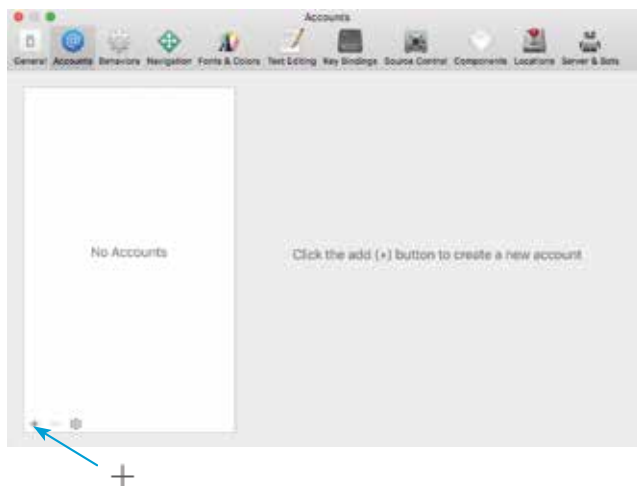 Accounts
General Accounts Behaviors Navigation Fonts & Colors Text Editing Key Bindings Source Control Components Locations Server & Bots
No Accounts
Click the add (+) button to create a new account
+ −
+